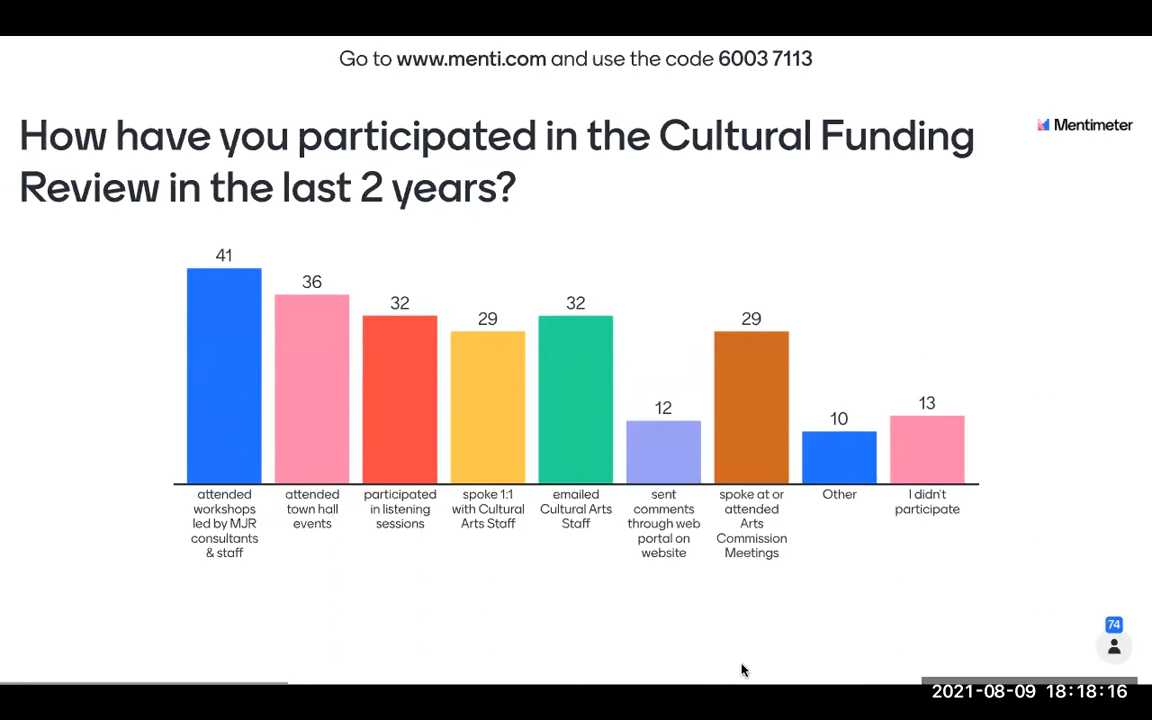 Go to www.menti.com and use the code 6003 7113
How have you participated in the Cultural Funding
Review in the last 2 years?
Mentimeter
41
36
32
29
32
12
29
10
13
attended
workshops
led by MJR
consultants
& staff
attended
town hall
events
participated
in listening
sessions
spoke 1:1
with Cultural
Arts Staff
emailed
Cultural Arts
Staff
sent
comments
through web
portal on
website
spoke at or
attended
Arts
Commission
Meetings
Other
I didn't
participate
74
2021-08-09 18:18:16